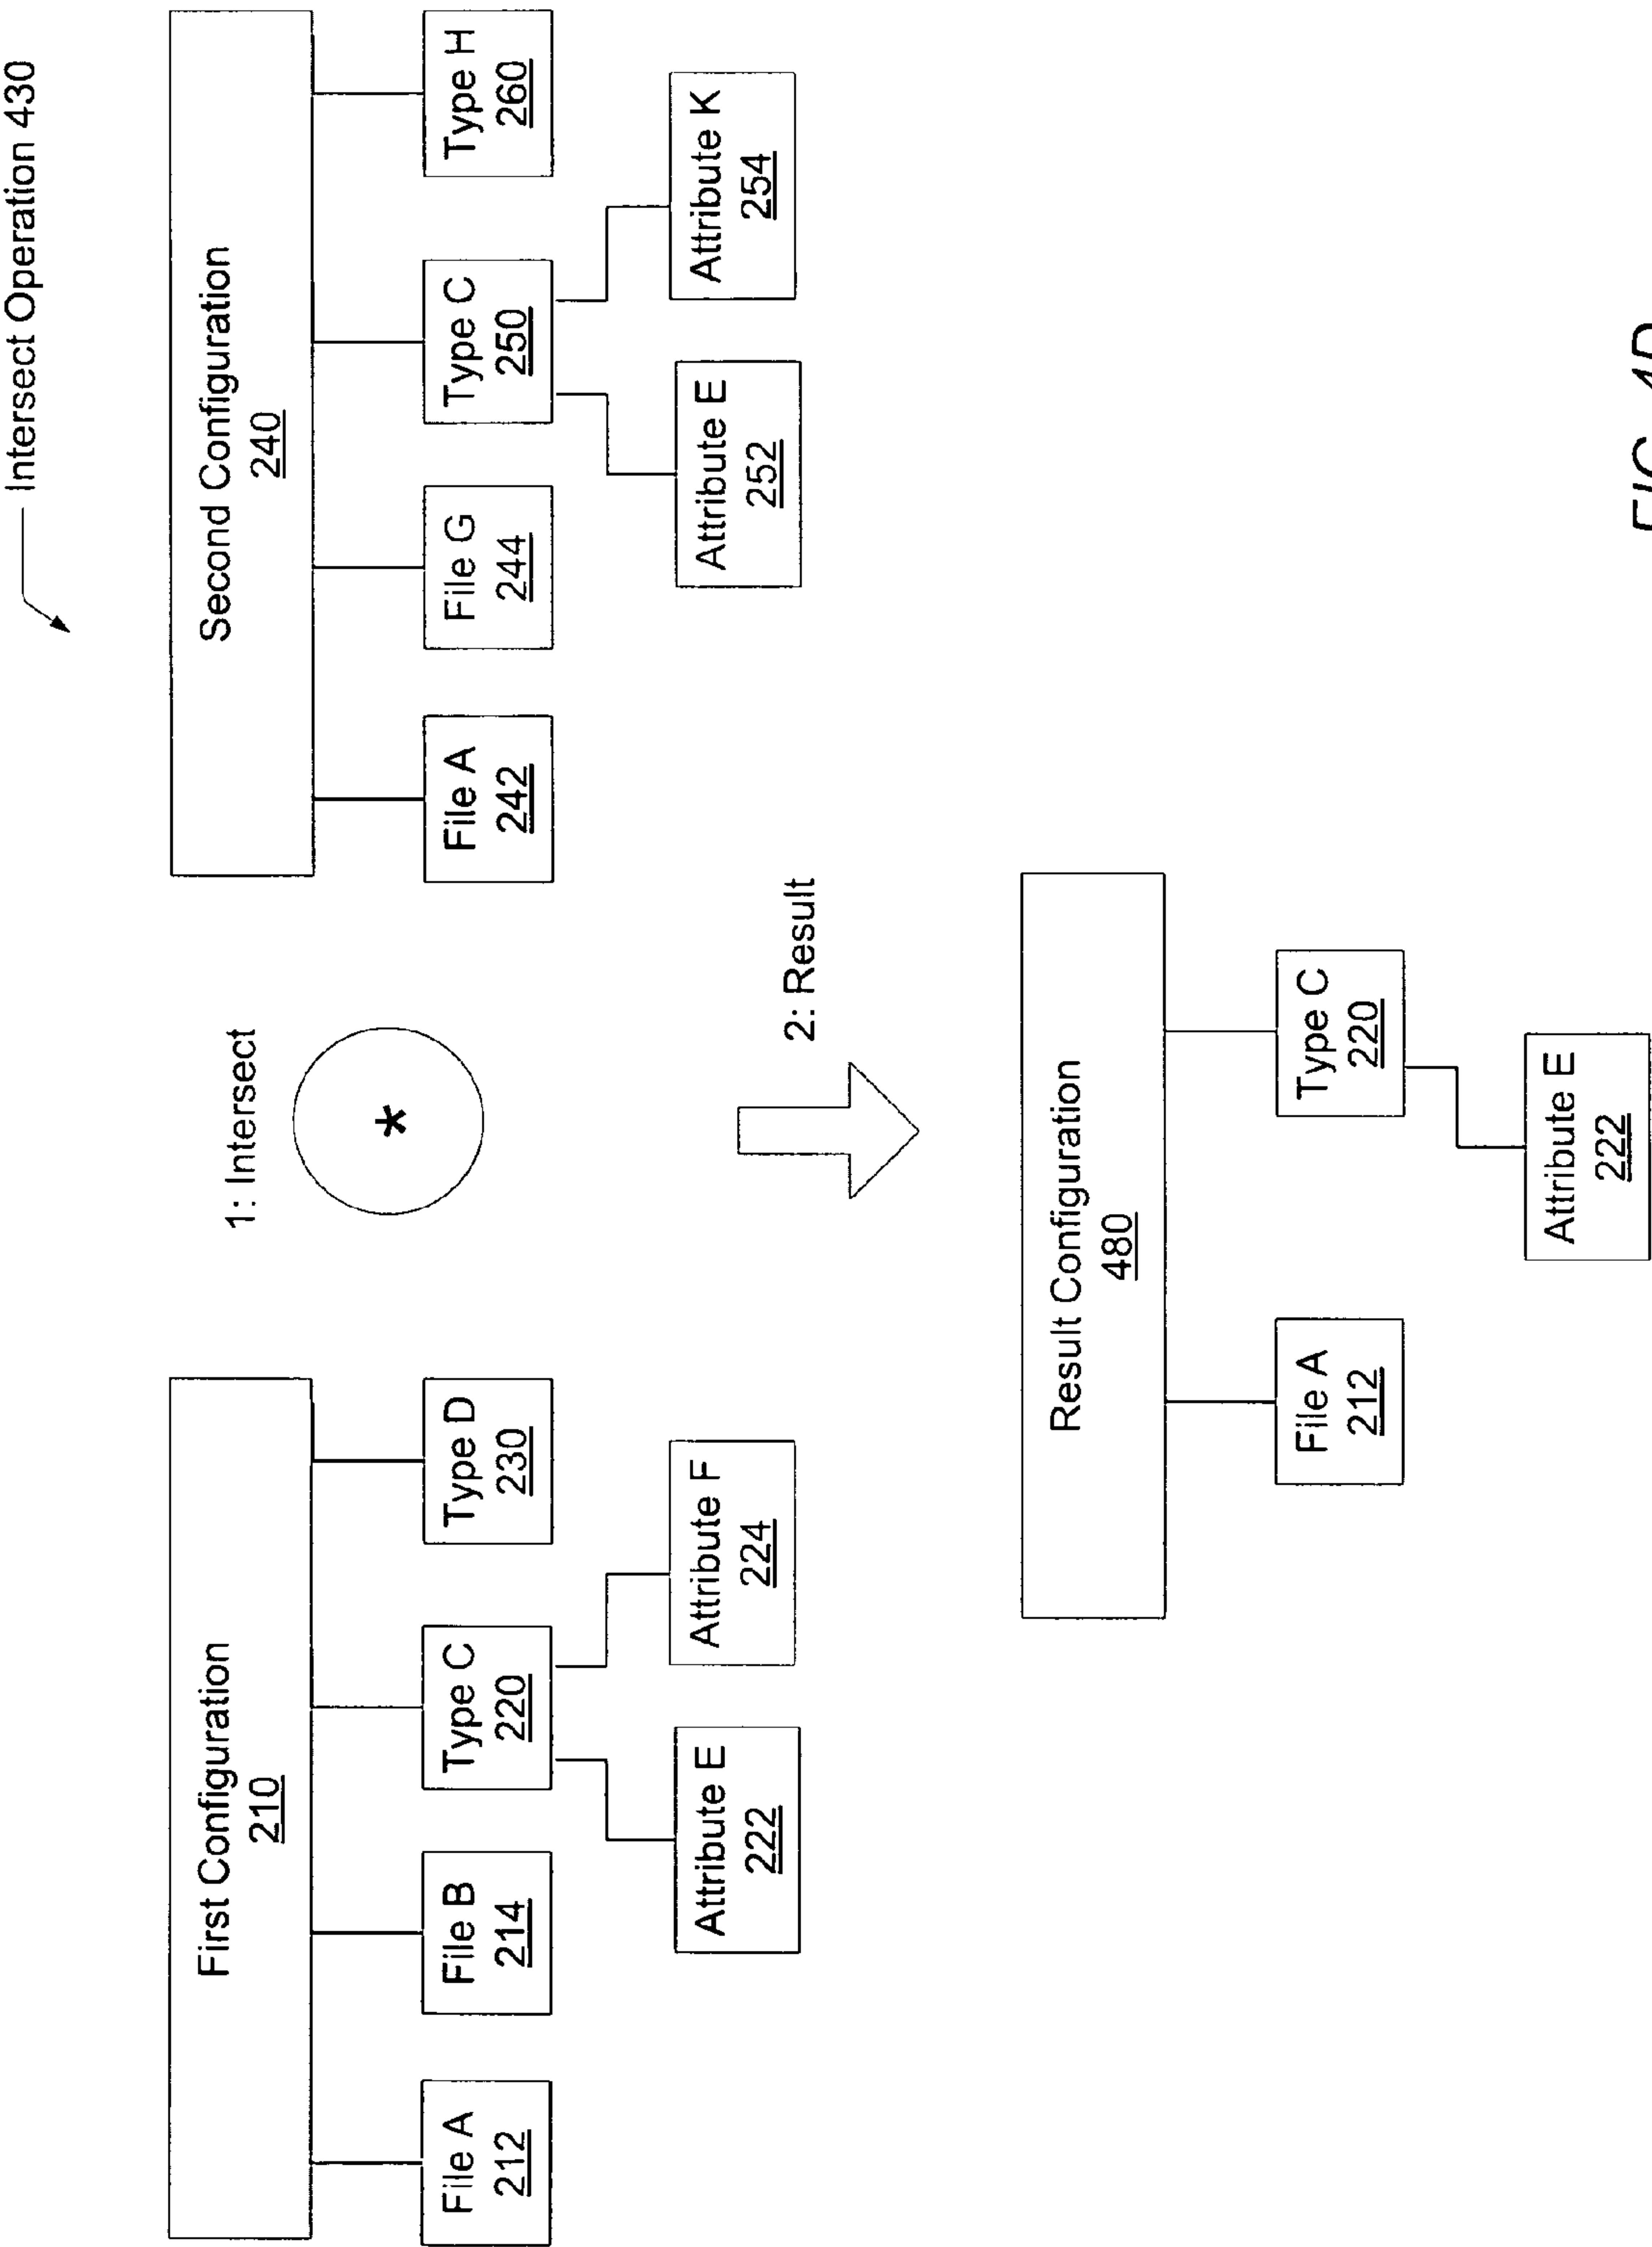 Intersect Operation 430
First Configuration
210
File A
212
File B
214
Type C
220
Type D
230
Attribute E
222
Attribute F
224
1: Intersect
*
Second Configuration
240
File A
242
File G
244
Type C
250
Type H
260
Attribute E
252
Attribute K
254
2: Result
Result Configuration
480
File A
212
Type C
220
Attribute E
222